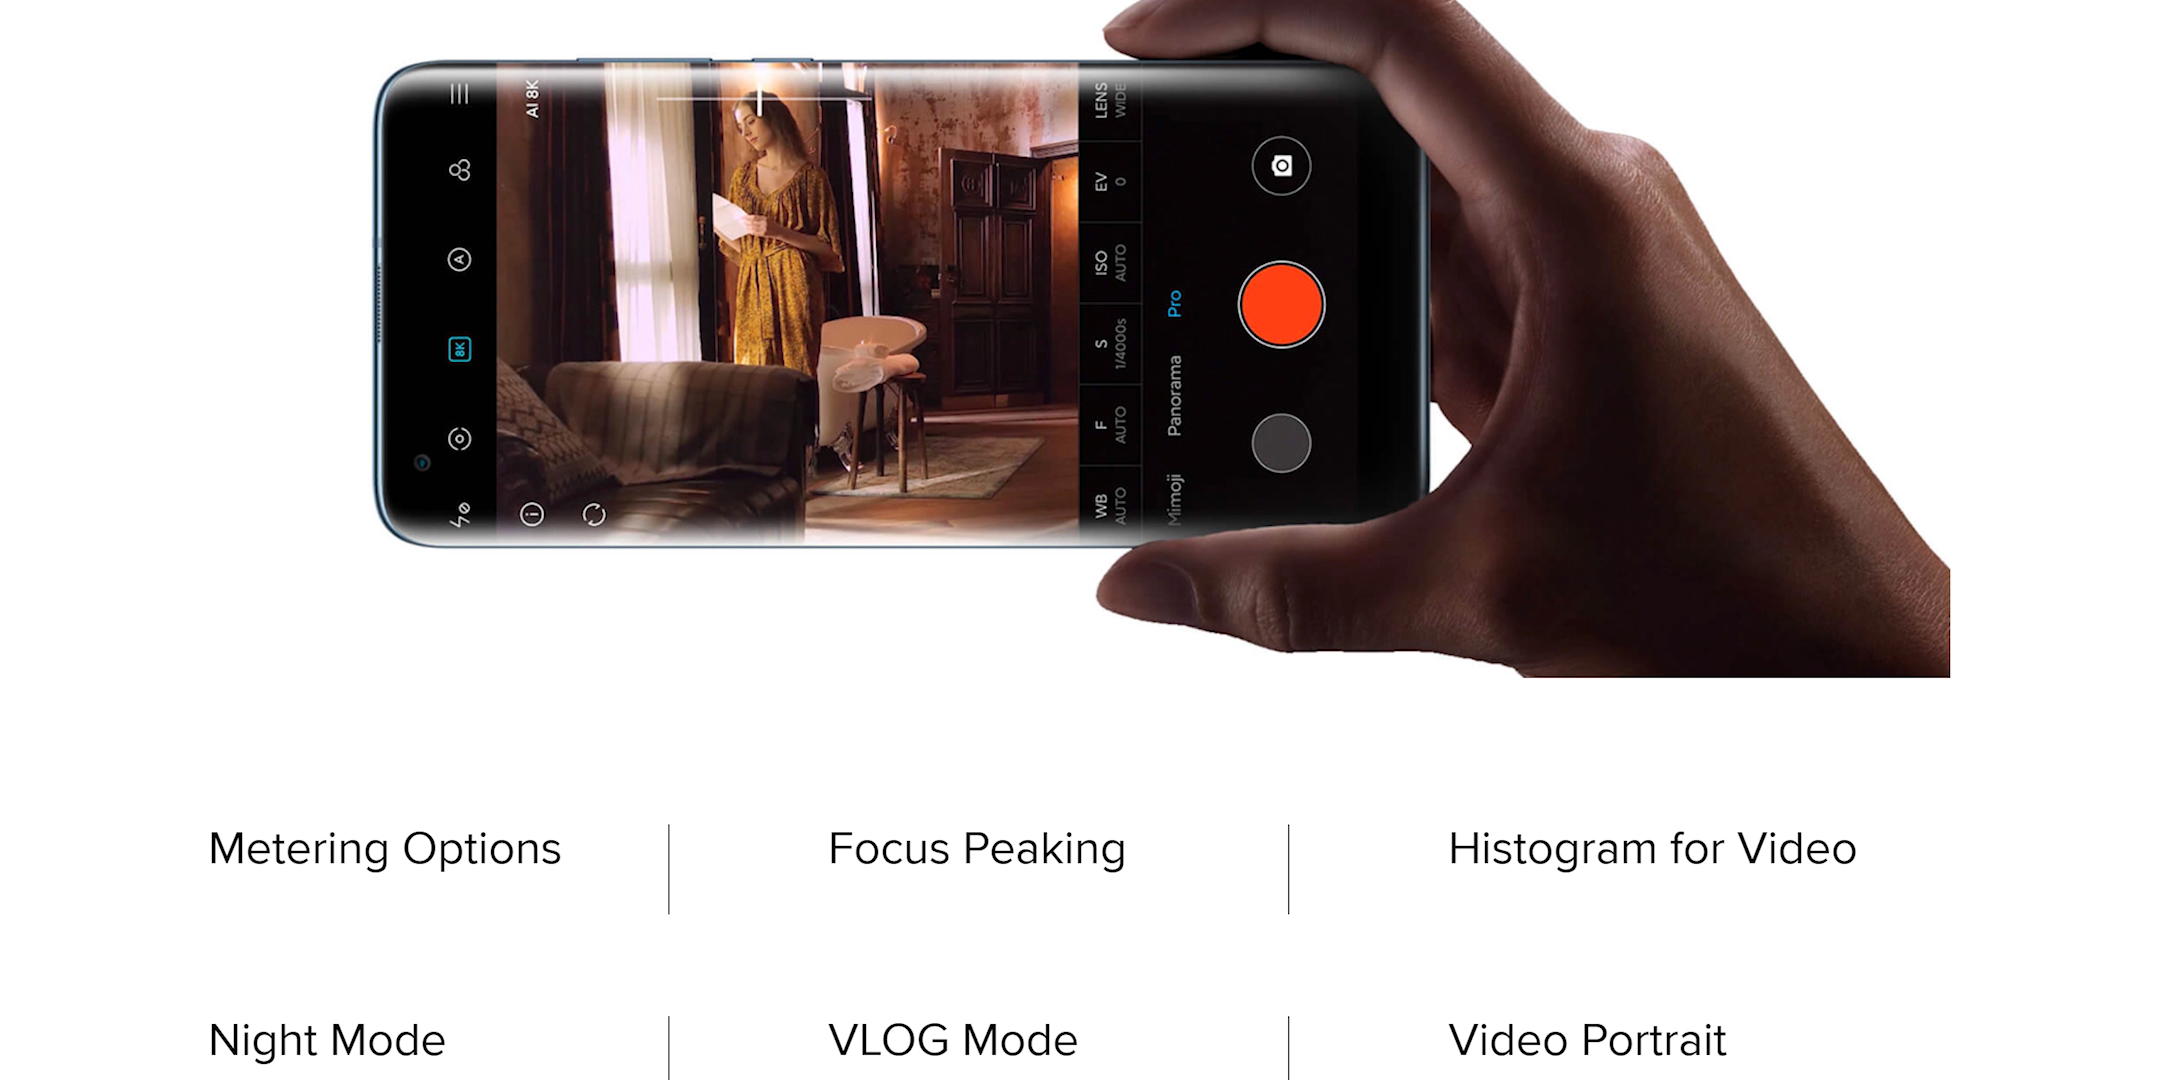 AI 8K
8K
LENS
WIDE
EV
0
ISO
AUTO
S
1/4000s
F
AUTO
WB
AUTO
Pro
Panorama
Mimoji
Metering Options
Focus Peaking
Histogram for Video
Night Mode
VLOG Mode
Video Portrait